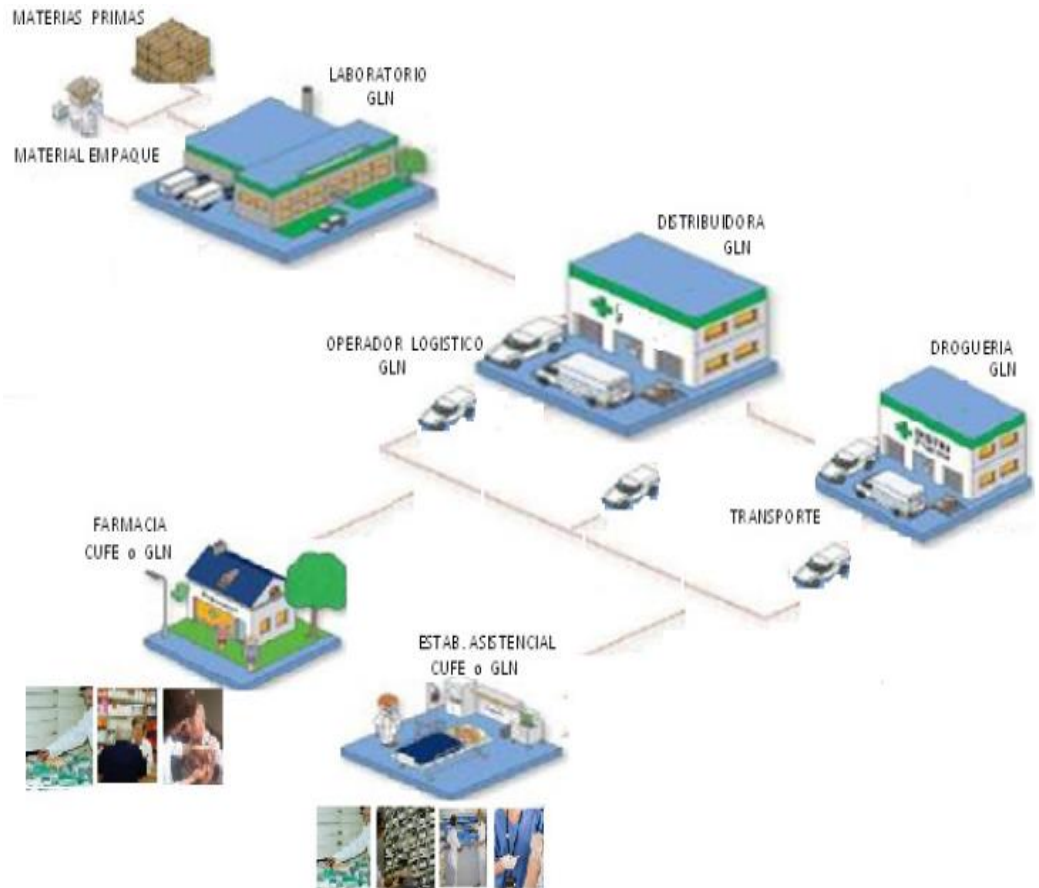 MATERIAS PRIMAS
LABORATORIO
GLN
MATERIAL EMPAQUE
DISTRIBUIDORA
GLN
OPERADOR LOGISTICO
GLN
DROGUERIA
GLN
TRANSPORTE
FARMACIA
CUFE o GLN
ESTAB. ASISTENCIAL
CUFE o GLN